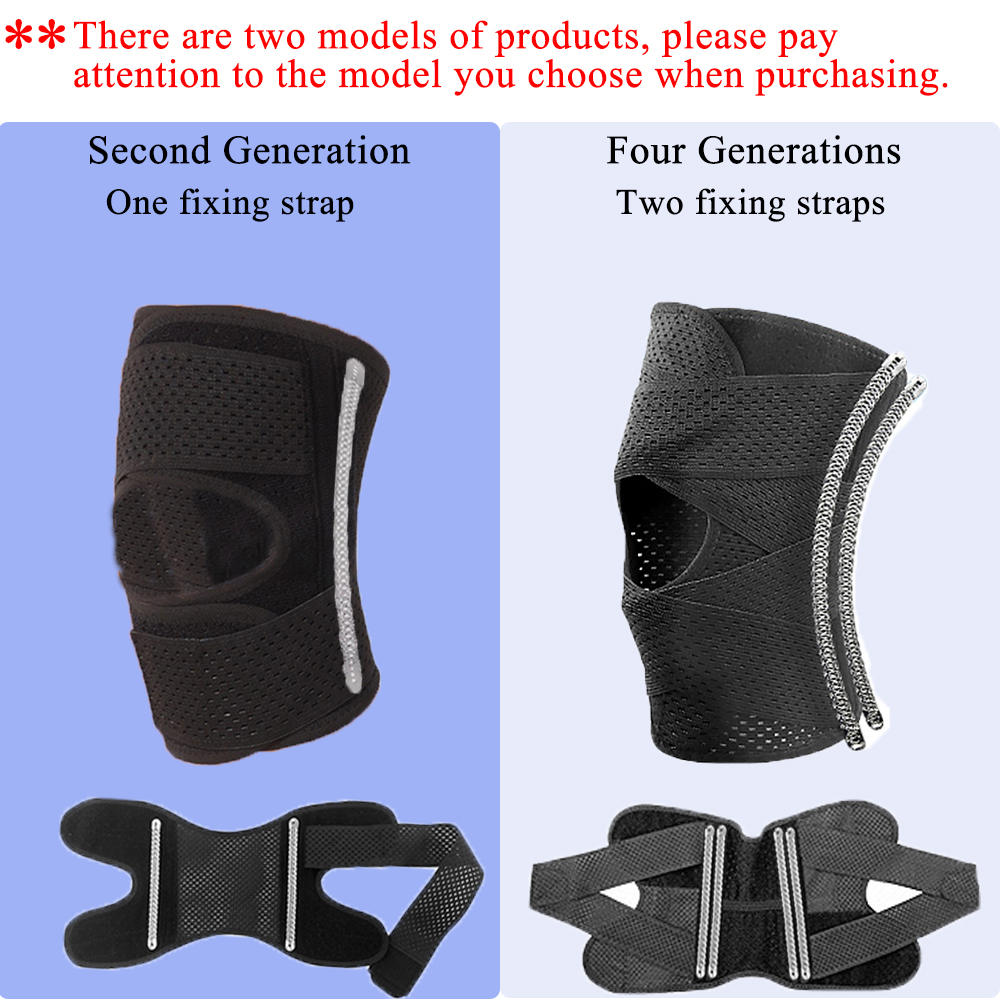 **There are two models of products, please pay
attention to the model you choose when purchasing.
Second Generation
One fixing strap
Four Generations
Two fixing straps